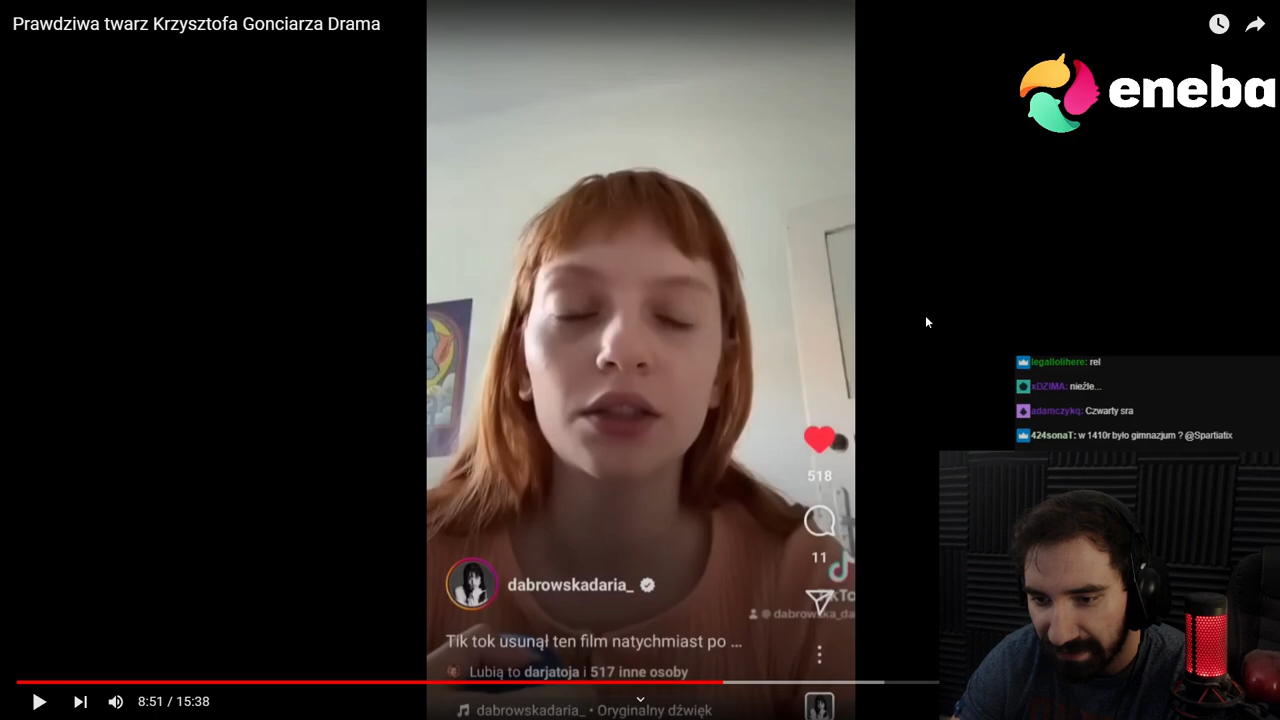 Prawdziwa twarz Krzysztofa Gonciarza Drama
eneba
legallolihere: rel
xDZIMA: nieźle...
adamczykq: Czwarty sra
424sonaT: w 1410r było gimnazjum ? @Spartiatix
518
11
dabrowskadaria_
@ dabrowska_da
Tik tok usunął ten film natychmiast po ...
Lubią to darjatoja i 517 inne osoby
dabrowskadaria_ • Oryginalny dźwięk
8:51 / 15:38